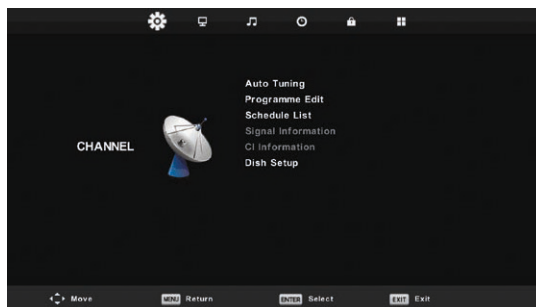 Auto Tuning
Programme Edit
Schedule List
Signal Information
CI Information
Dish Setup
CHANNEL
Move
MENU Return
ENTER Select
EXIT Exit